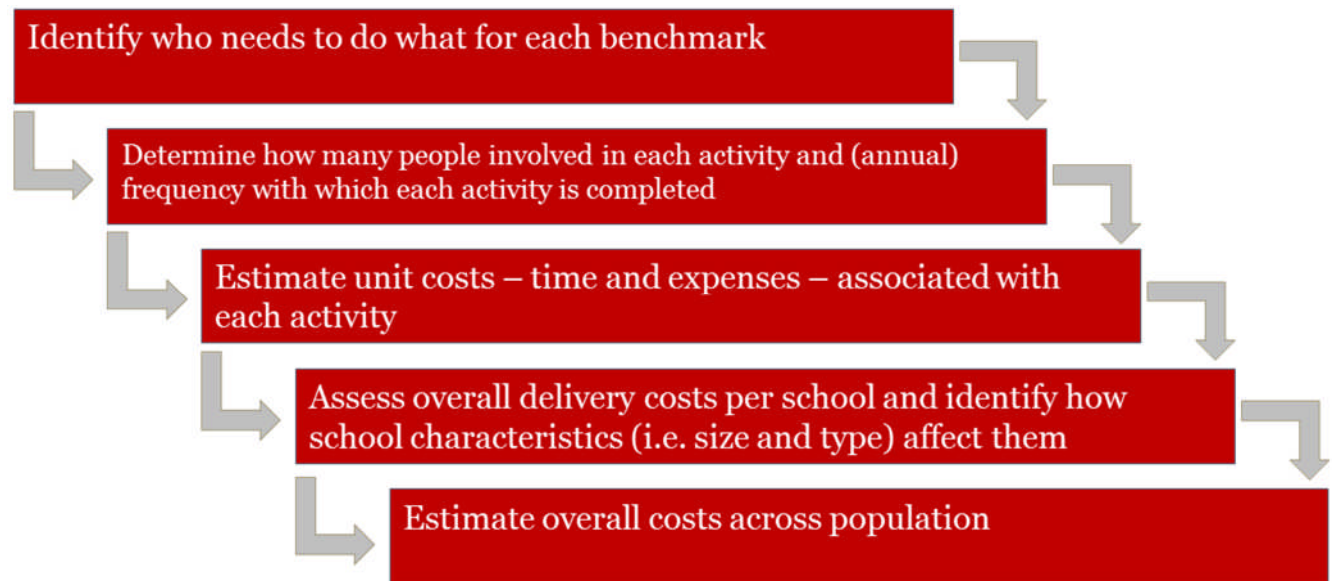 Identify who needs to do what for each benchmark
Determine how many people involved in each activity and (annual)
frequency with which each activity is completed
Estimate unit costs – time and expenses – associated with
each activity
Assess overall delivery costs per school and identify how
school characteristics (i.e. size and type) affect them
Estimate overall costs across population